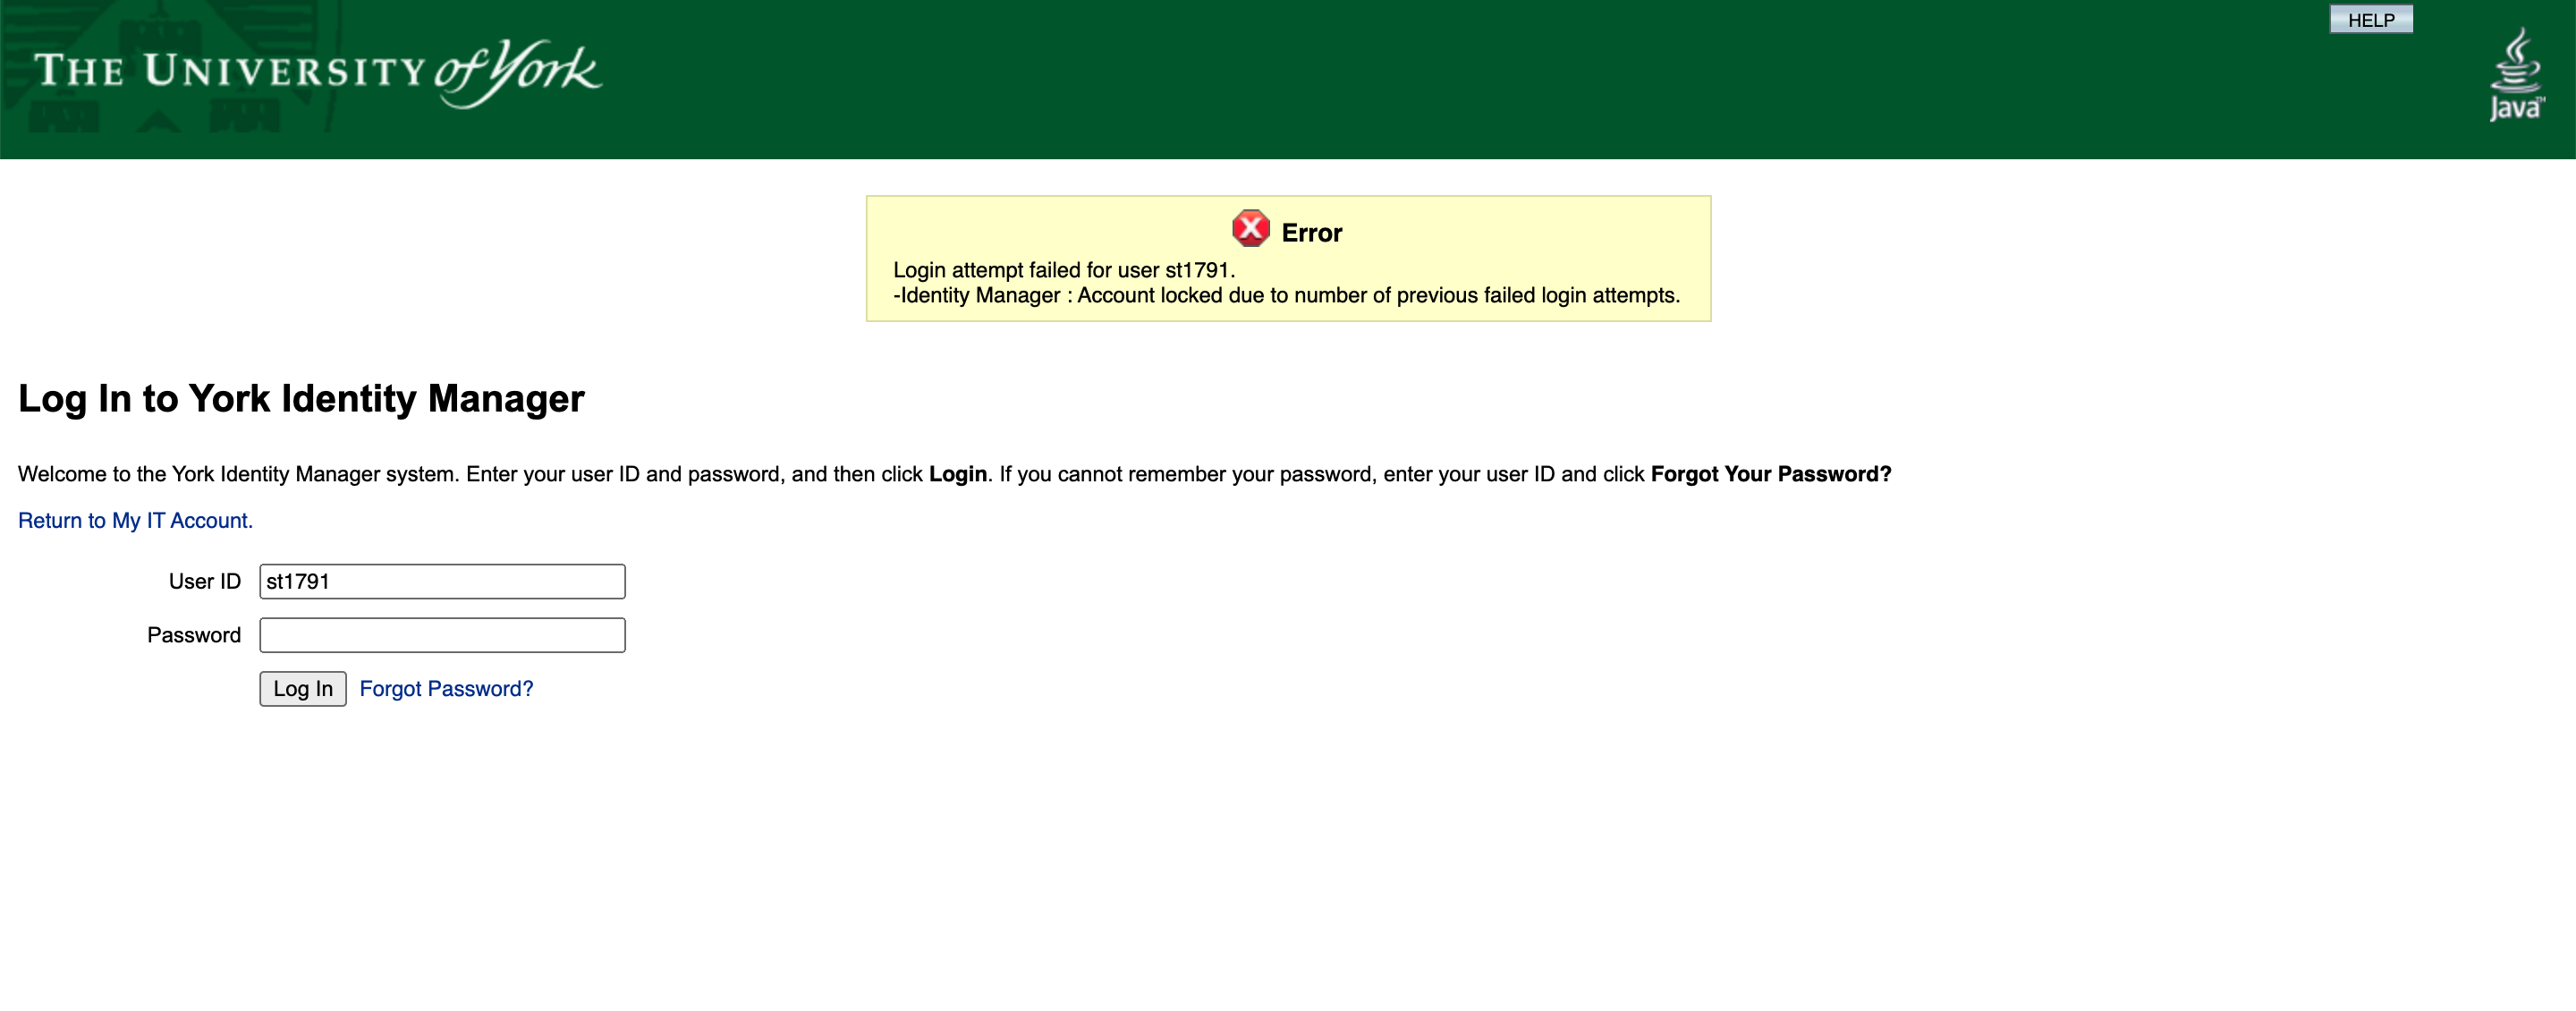 HELP
THE UNIVERSITY of York
Java™
Error
Login attempt failed for user st1791.
-Identity Manager : Account locked due to number of previous failed login attempts.
Log In to York Identity Manager
Welcome to the York Identity Manager system. Enter your user ID and password, and then click Login. If you cannot remember your password, enter your user ID and click Forgot Your Password?
Return to My IT Account.
User ID st1791
Password
Log In Forgot Password?